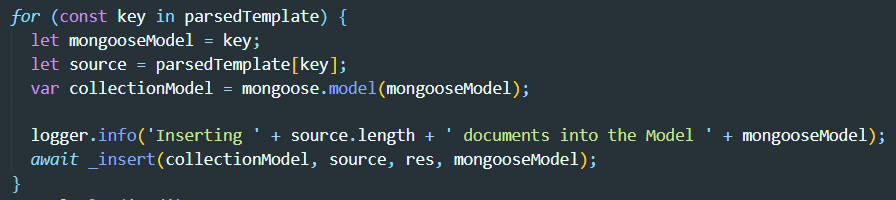 for (const key in parsedTemplate) {
let mongooseModel = key;
let source = parsedTemplate[key];
var collectionModel = mongoose.model(mongooseModel);
logger.info('Inserting ' + source.length + ' documents into the Model ' + mongooseModel);
await _insert(collectionModel, source, res, mongooseModel);
}